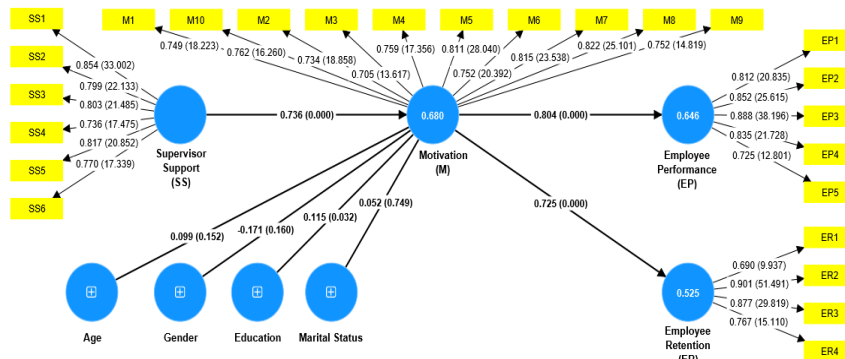 SS1
M1
M10
M2
M3
M4
M5
M6
M7
M8
M9
EP1
0.749 (18.223)
0.762 (16.260)
0.734 (18.858)
0.705 (13.617)
0.759 (17.356)
0.811 (28.040)
0.752 (20.392)
0.815 (23.538)
0.822 (25.101)
0.752 (14.819)
SS2
SS3
SS4
SS5
SS6
0.854 (33.002)
0.799 (22.133)
0.803 (21.485)
0.736 (17.475)
0.817 (20.852)
0.770 (17.339)
Supervisor
Support
(SS)
0.736 (0.000)
0.680
Motivation
(M)
0.804 (0.000)
0.646
Employee
Performance
(EP)
0.812 (20.835)
0.852 (25.615)
0.888 (38.196)
0.835 (21.728)
0.725 (12.801)
EP2
EP3
EP4
EP5
0.099 (0.152)
-0.171 (0.160)
0.115 (0.032)
0.052 (0.749)
0.725 (0.000)
Age
Gender
Education
Marital Status
0.525
Employee
Retention
(ER)
0.690 (9.937)
0.901 (51.491)
0.877 (29.819)
0.767 (15.110)
ER1
ER2
ER3
ER4